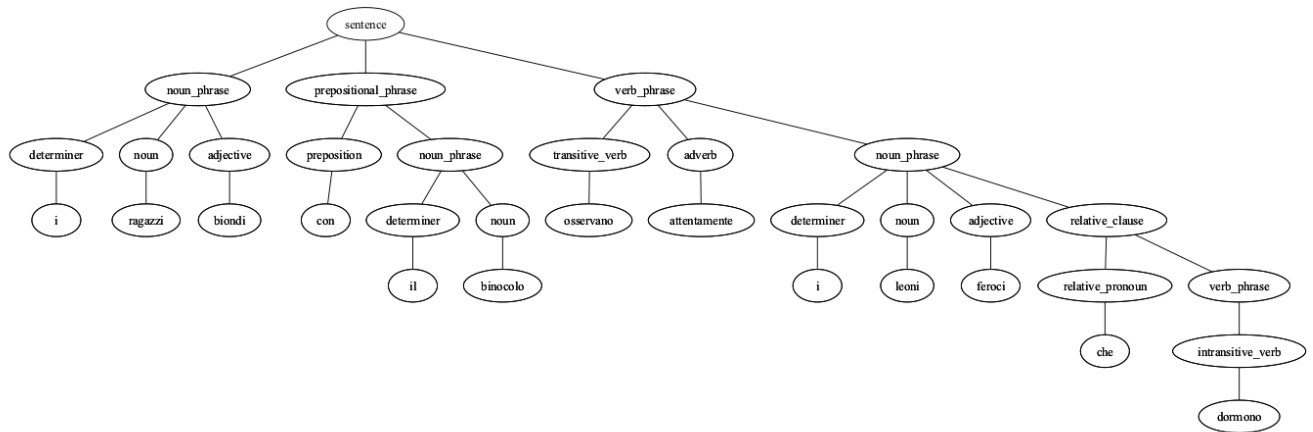 sentence
noun_phrase prepositional_phrase verb_phrase
determiner noun adjective preposition noun_phrase transitive_verb adverb noun_phrase
i ragazzi biondi con determiner noun osservano attentamente determiner noun adjective relative_clause
il binocolo i leoni feroci relative_pronoun verb_phrase
che intransitive_verb
dormono